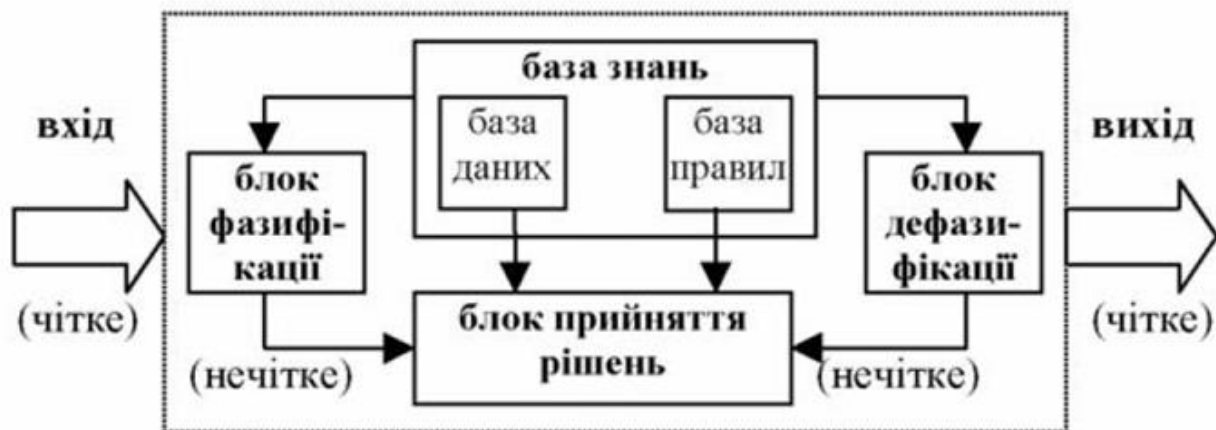 база знань
вхід
база
даних
база
правил
вихід
блок
фазифі-
кації
блок
дефази-
фікації
(чітке)
блок прийняття
рішень
(чітке)
(нечітке)
(нечітке)